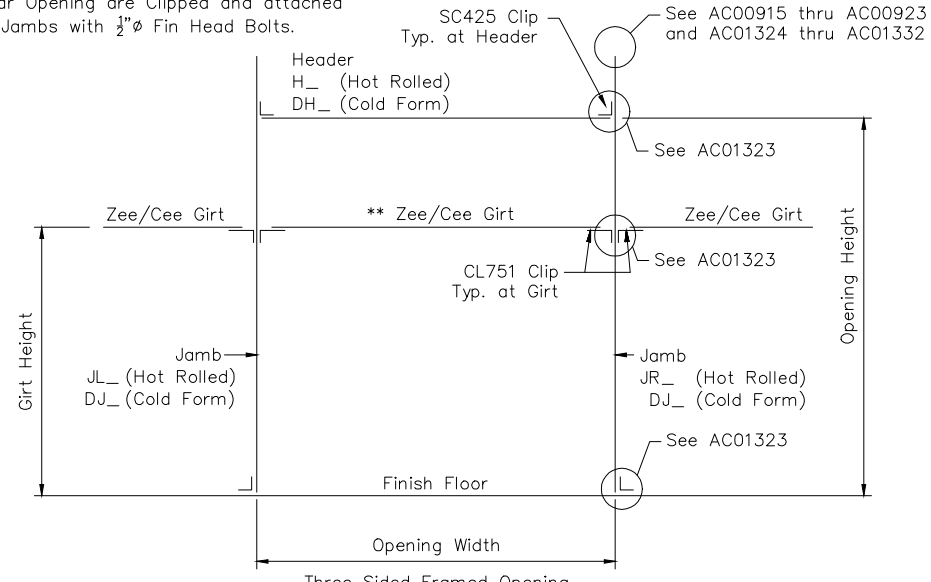 ar Opening are Clipped and attached
Jambs with ½"ø Fin Head Bolts.
SC425 Clip
Typ. at Header
See AC00915 thru AC00923
and AC01324 thru AC01332
Header
H_ (Hot Rolled)
DH_ (Cold Form)
See AC01323
Zee/Cee Girt
** Zee/Cee Girt
Zee/Cee Girt
See AC01323
CL751 Clip
Typ. at Girt
Opening Height
Girt Height
Jamb
JL_ (Hot Rolled)
DJ_ (Cold Form)
Jamb
JR_ (Hot Rolled)
DJ_ (Cold Form)
See AC01323
Finish Floor
Opening Width
Three Sided Framed Opening